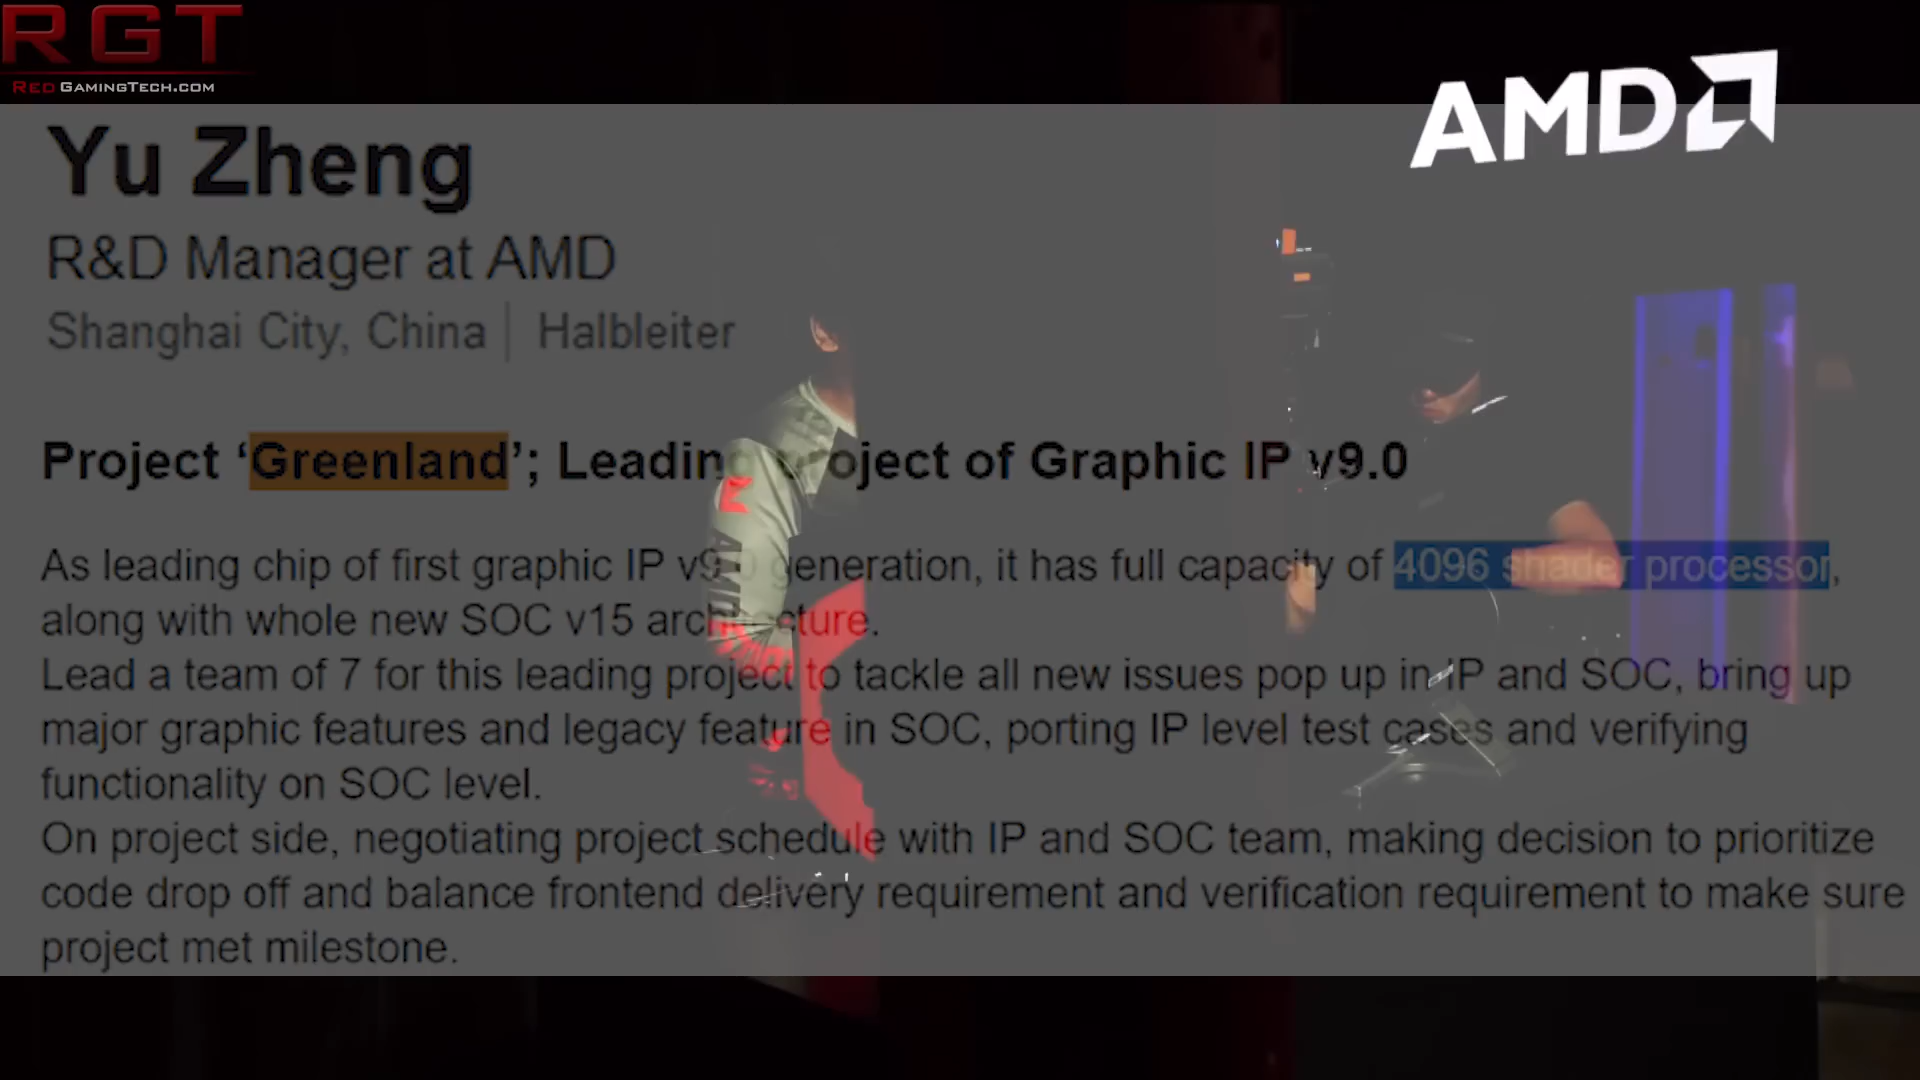 RGT
RedGamingTech.com
AMD
Yu Zheng
R&D Manager at AMD
Shanghai City, China | Halbleiter
Project ‘Greenland’; Leading Project of Graphic IP v9.0
As leading chip of first graphic IP v9.0 generation, it has full capacity of 4096 shader processor,
along with whole new SOC v15 architecture.
Lead a team of 7 for this leading project to tackle all new issues pop up in IP and SOC, bring up
major graphic features and legacy feature in SOC, porting IP level test cases and verifying
functionality on SOC level.
On project side, negotiating project schedule with IP and SOC team, making decision to prioritize
code drop off and balance frontend delivery requirement and verification requirement to make sure
project met milestone.